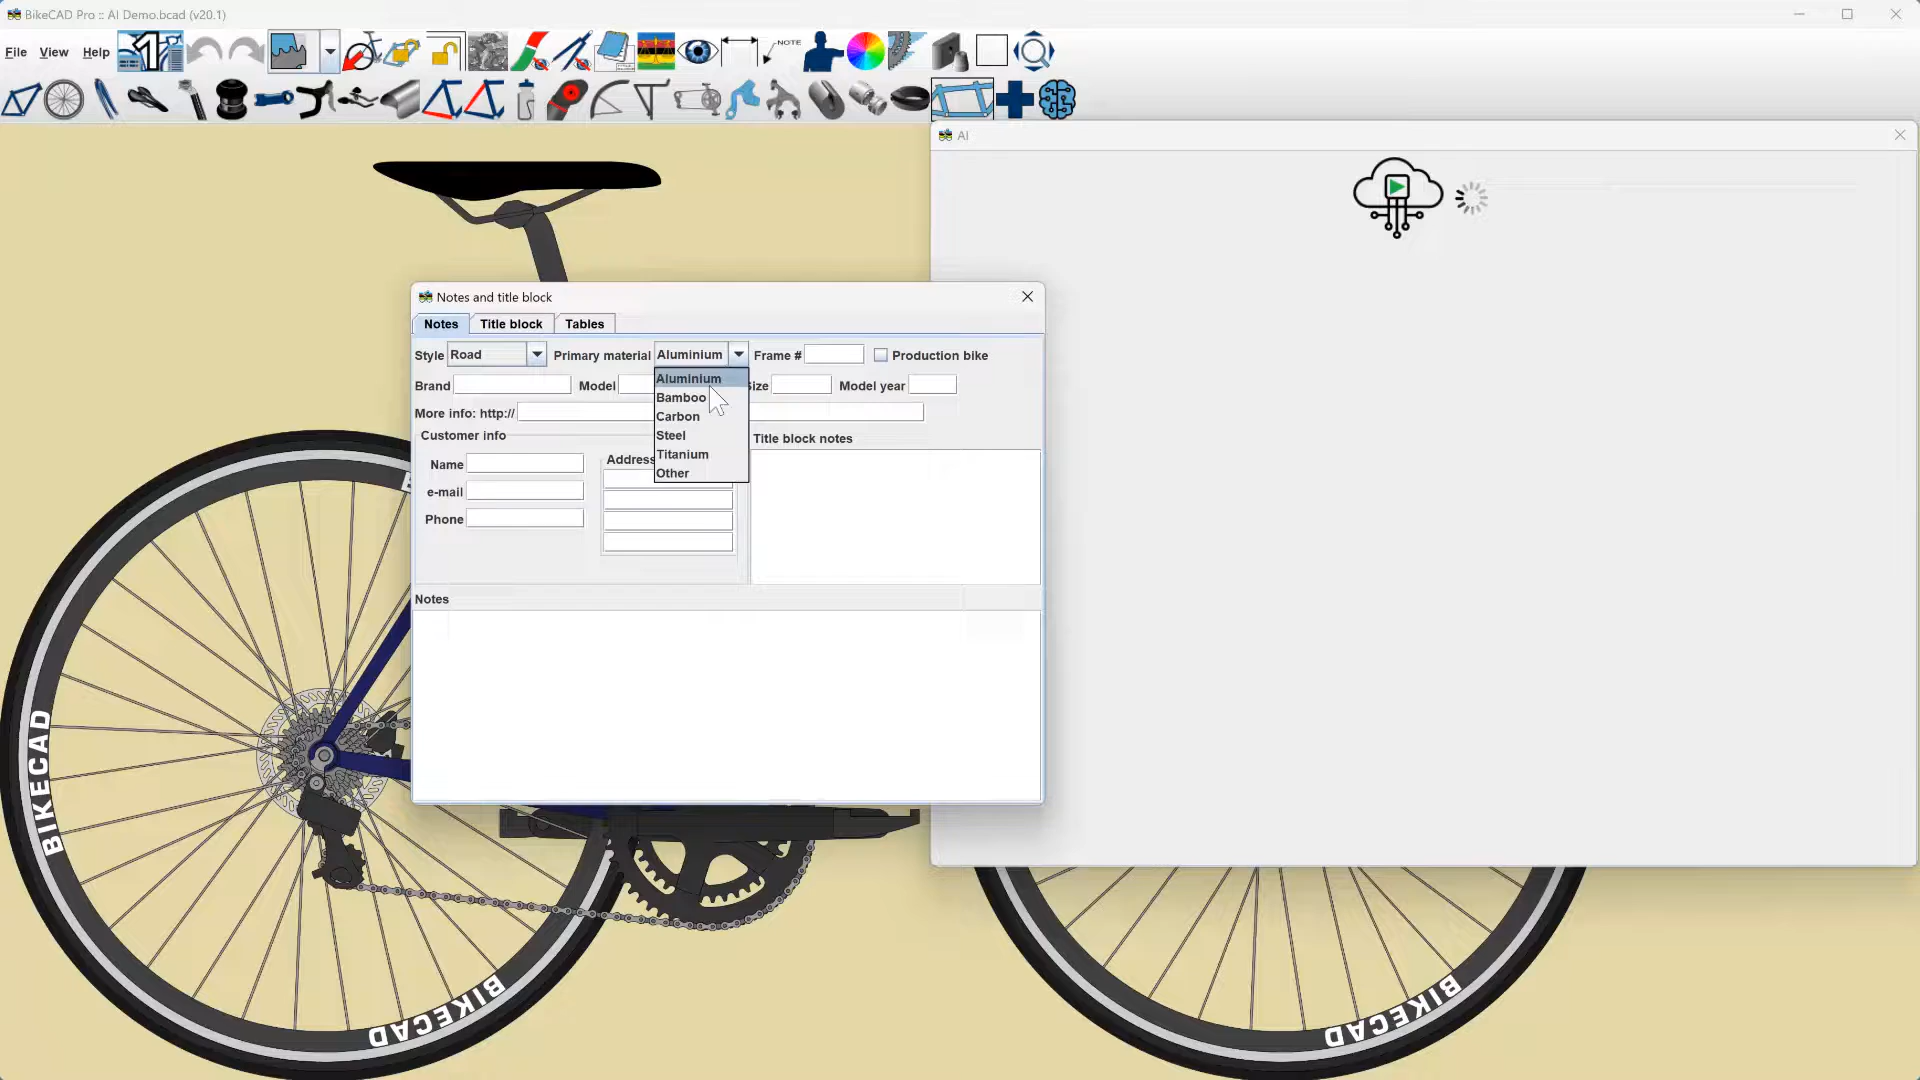 BikeCAD Pro :: AI Demo.bcad (v20.1)
File View Help
1
NOTE
AI
Notes and title block
Notes Title block Tables
Style Road Primary material Aluminium Frame # Production bike
Brand Model Size Model year
More info: http://
Aluminium
Bamboo
Carbon
Steel
Titanium
Other
Customer info
Name
e-mail
Phone
Address
Title block notes
Notes
BIKECAD
BIKECAD
BIKECAD